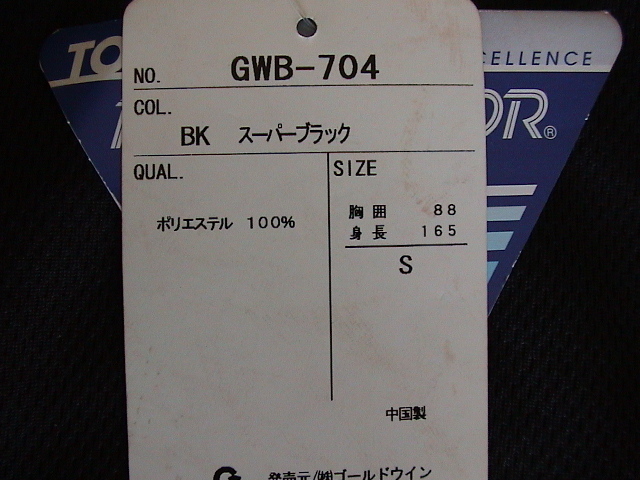 NO. GWB-704
COL.
BK スーパーブラック
QUAL.
SIZE
ポリエステル 100%
胸囲 88
身長 165
S
中国製
発売元/㈱ゴールドウイン
TO
CELLENCE
OR®